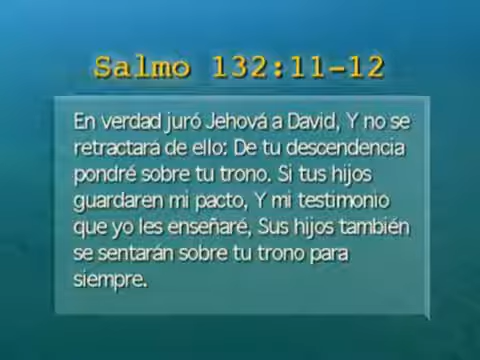 Salmo 132:11-12
En verdad juró Jehová a David, Y no se
retractará de ello: De tu descendencia
pondré sobre tu trono. Si tus hijos
guardaren mi pacto, Y mi testimonio
que yo les enseñaré, Sus hijos también
se sentarán sobre tu trono para
siempre.